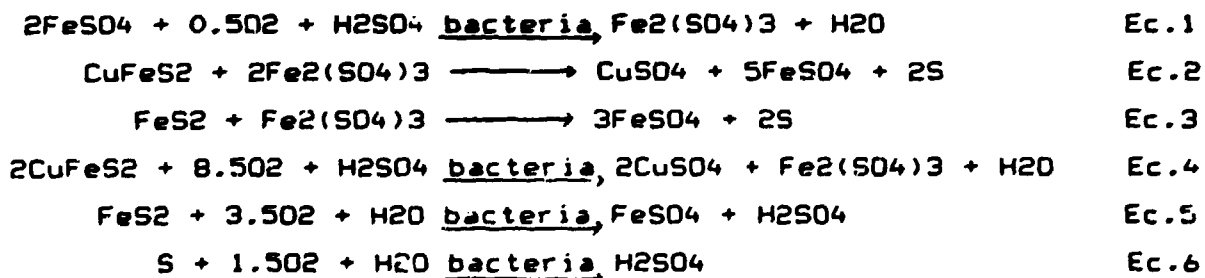 2FeSO4 + 0.5O2 + H2SO4 bacteria Fe2(SO4)3 + H2O Ec.1
CuFeS2 + 2Fe2(SO4)3 ⟶ CuSO4 + 5FeSO4 + 2S Ec.2
FeS2 + Fe2(SO4)3 ⟶ 3FeSO4 + 2S Ec.3
2CuFeS2 + 8.5O2 + H2SO4 bacteria 2CuSO4 + Fe2(SO4)3 + H2O Ec.4
FeS2 + 3.5O2 + H2O bacteria FeSO4 + H2SO4 Ec.5
S + 1.5O2 + H2O bacteria H2SO4 Ec.6